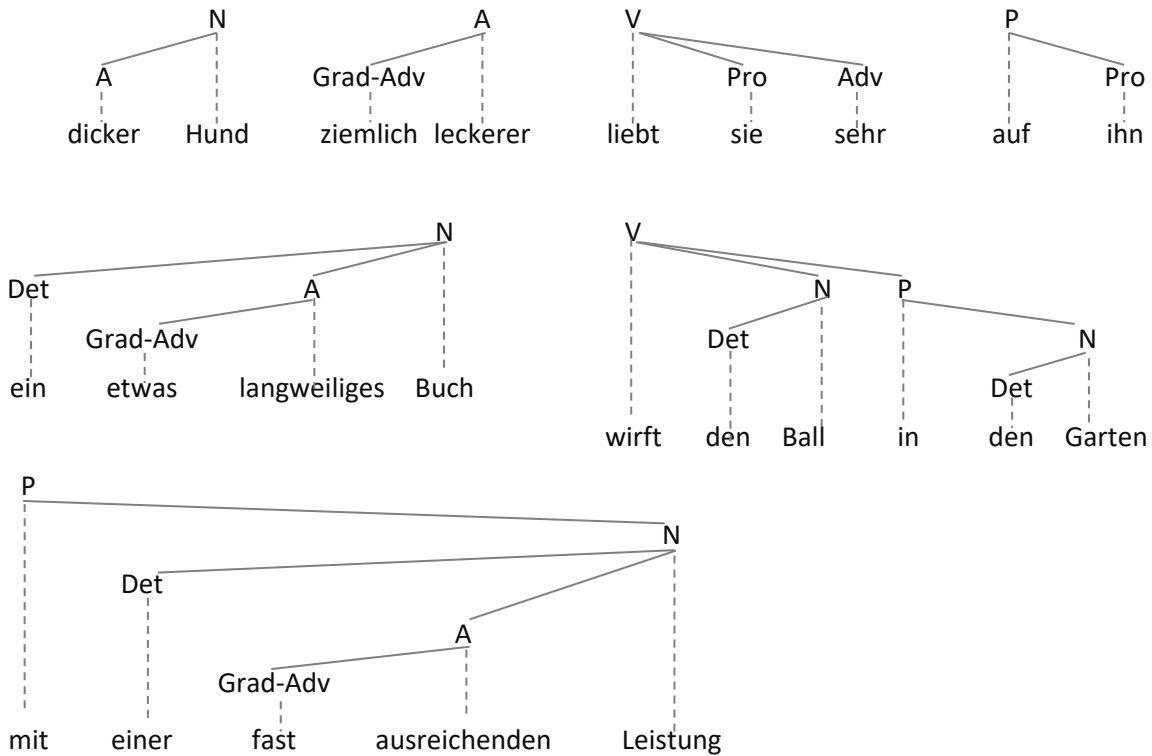 N A V P
A Grad-Adv Pro Adv Pro
dicker Hund ziemlich leckerer liebt sie sehr auf ihn
N V
Det A N P
Grad-Adv Det N
ein etwas langweiliges Buch Det
wirft den Ball in den Garten
P
N
Det
A
Grad-Adv
mit einer fast ausreichenden Leistung